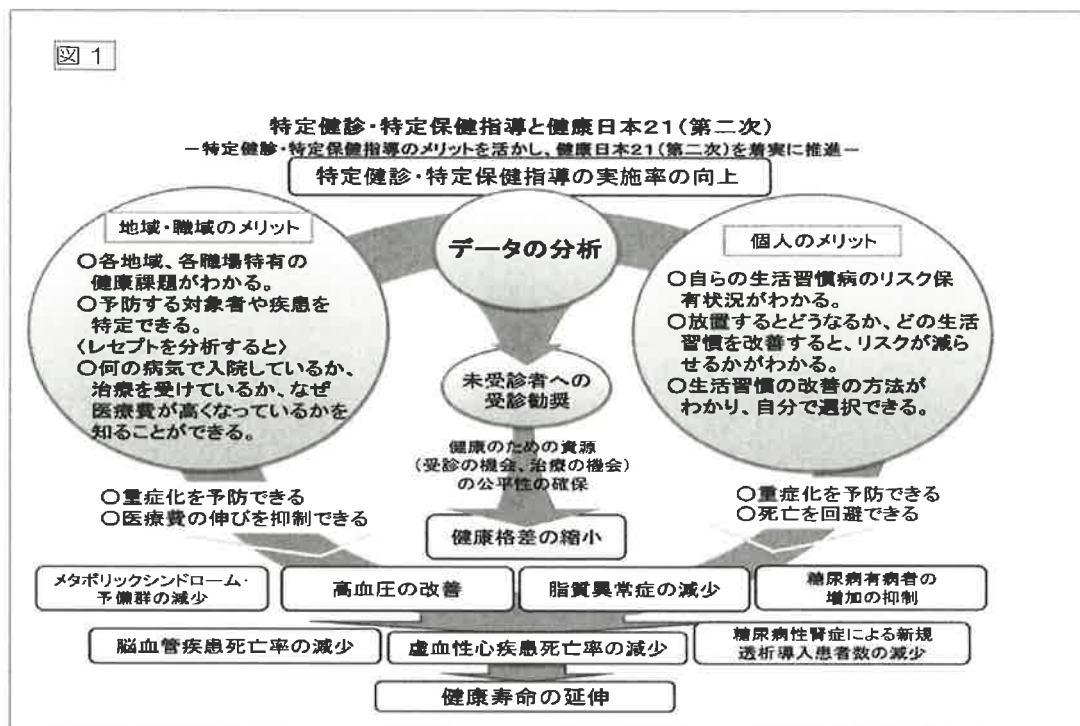 図 1
特定健診・特定保健指導と健康日本21(第二次)
－特定健診・特定保健指導のメリットを活かし、健康日本21(第二次)を着実に推進－
特定健診・特定保健指導の実施率の向上
地域・職域のメリット
○各地域、各職場特有の
健康課題がわかる。
○予防する対象者や疾患を
特定できる。
〈レセプトを分析すると〉
○何の病気で入院しているか、
治療を受けているか、なぜ
医療費が高くなっているかを
知ることができる。
データの分析
未受診者への
受診勧奨
健康のための資源
(受診の機会、治療の機会)
の公平性の確保
個人のメリット
○自らの生活習慣病のリスク保
有状況がわかる。
○放置するとどうなるか、どの生活
習慣を改善すると、リスクが減ら
せるかがわかる。
○生活習慣の改善の方法が
わかり、自分で選択できる。
○重症化を予防できる
○医療費の伸びを抑制できる
○重症化を予防できる
○死亡を回避できる
健康格差の縮小
メタボリックシンドローム・
予備群の減少
高血圧の改善
脂質異常症の減少
糖尿病有病者の
増加の抑制
脳血管疾患死亡率の減少
虚血性心疾患死亡率の減少
糖尿病性腎症による新規
透析導入患者数の減少
健康寿命の延伸